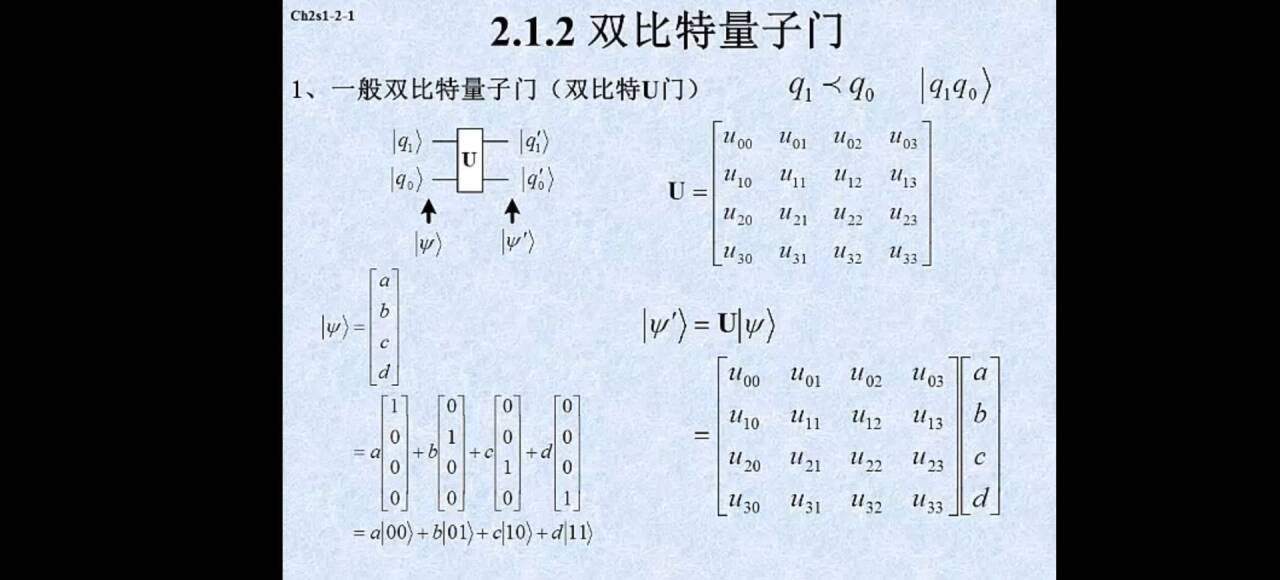 Ch2s1-2-1
2.1.2 双比特量子门
1、一般双比特量子门（双比特U门） q₁ ≺ q₀ |q₁q₀⟩
|q₁⟩ U |q₁′⟩
|q₀⟩ |q₀′⟩
|ψ⟩ |ψ′⟩
U = [u₀₀ u₀₁ u₀₂ u₀₃
u₁₀ u₁₁ u₁₂ u₁₃
u₂₀ u₂₁ u₂₂ u₂₃
u₃₀ u₃₁ u₃₂ u₃₃]
|ψ⟩ = [a
b
c
d]
= a[1 0 0 0] + b[0 1 0 0] + c[0 0 1 0] + d[0 0 0 1]
= a|00⟩ + b|01⟩ + c|10⟩ + d|11⟩
|ψ′⟩ = U|ψ⟩
= [u₀₀ u₀₁ u₀₂ u₀₃] [a
u₁₀ u₁₁ u₁₂ u₁₃ b
u₂₀ u₂₁ u₂₂ u₂₃ c
u₃₀ u₃₁ u₃₂ u₃₃ d]